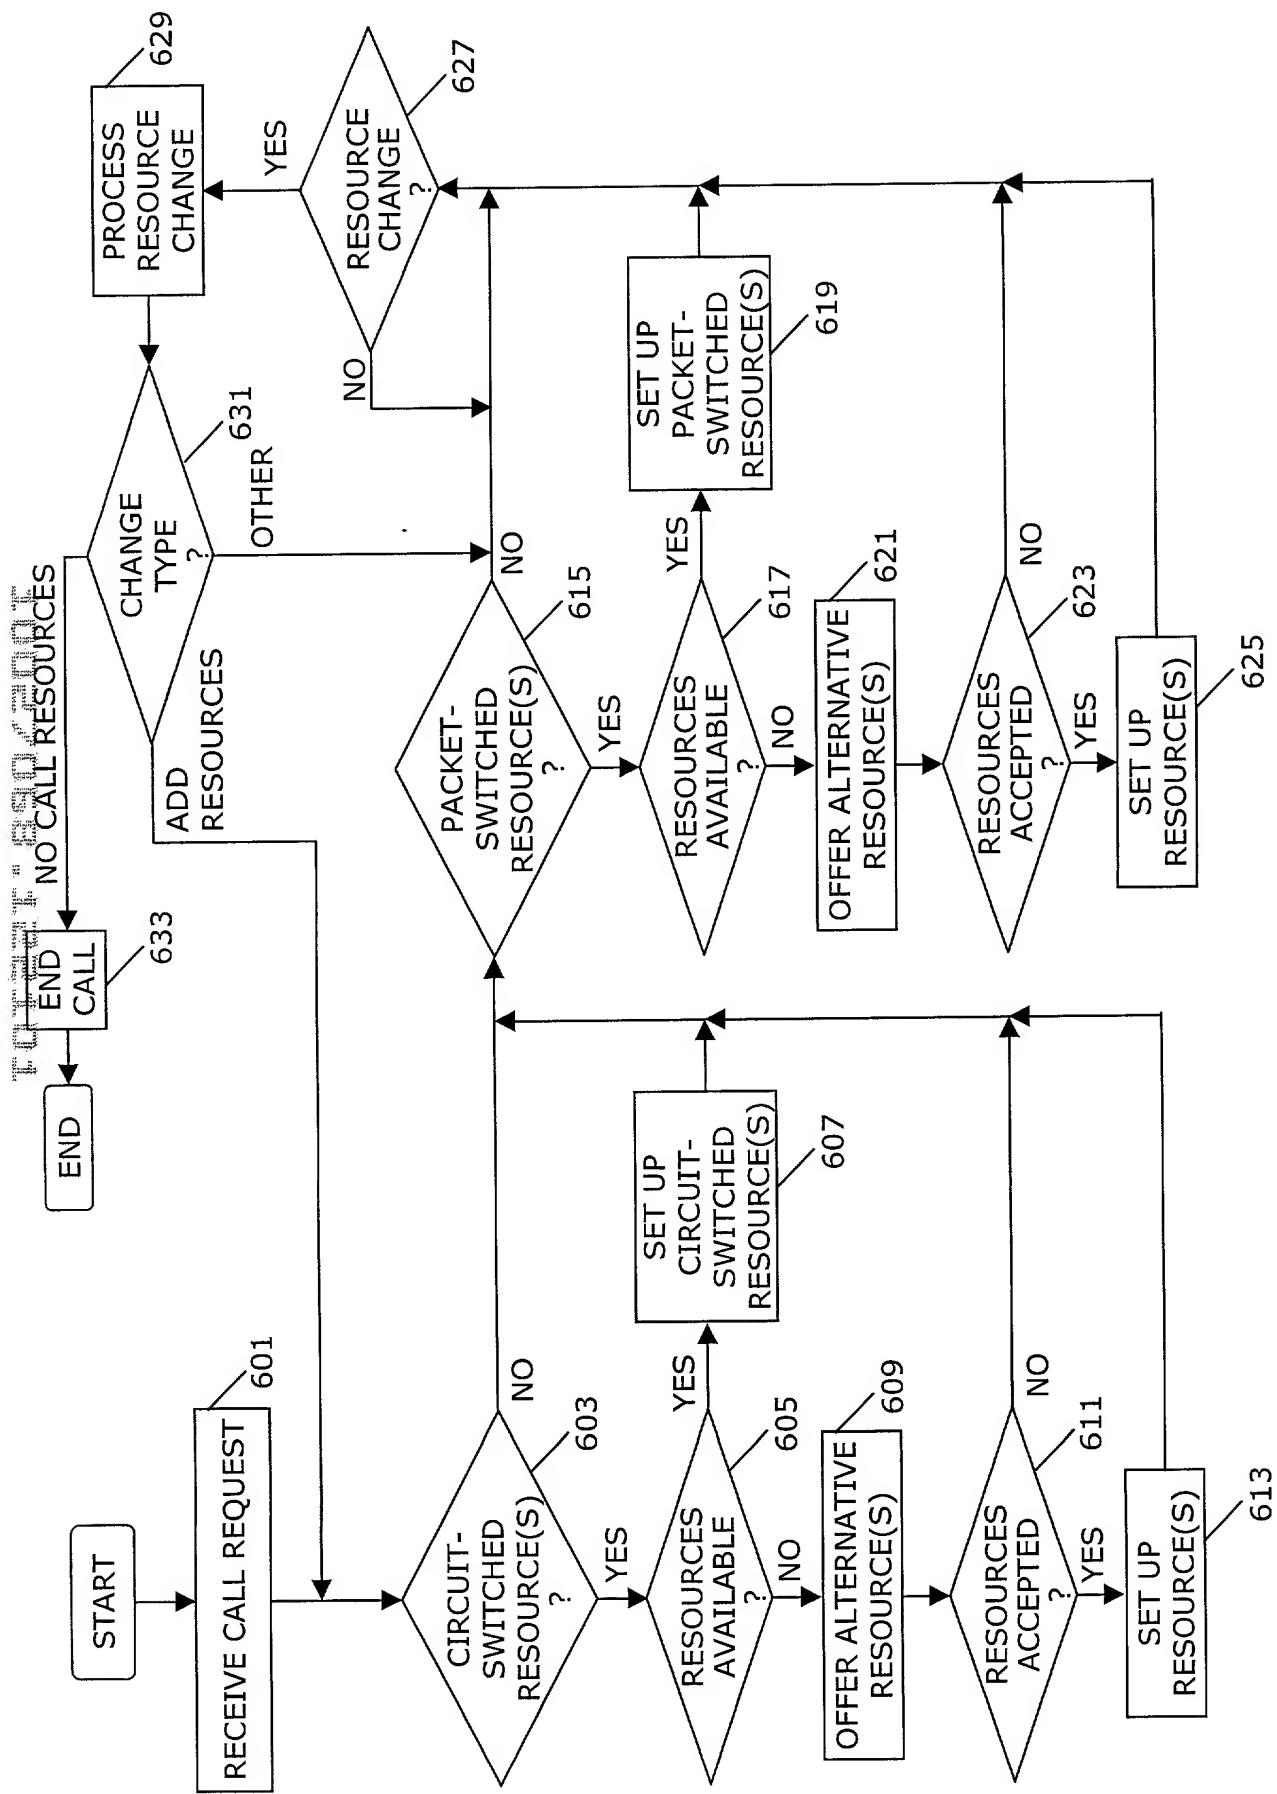 START
RECEIVE CALL REQUEST
601
CIRCUIT-
SWITCHED
RESOURCE(S)
?
603
NO
YES
RESOURCES
AVAILABLE
?
605
YES
NO
SET UP
CIRCUIT-
SWITCHED
RESOURCE(S)
607
OFFER ALTERNATIVE
RESOURCE(S)
609
RESOURCES
ACCEPTED
?
611
NO
YES
SET UP
RESOURCE(S)
613
END
END
CALL
633
NO CALL RESOURCES
ADD
RESOURCES
CHANGE
TYPE
?
631
OTHER
PROCESS
RESOURCE
CHANGE
629
YES
RESOURCE
CHANGE
?
627
NO
PACKET-
SWITCHED
RESOURCE(S)
?
615
NO
YES
RESOURCES
AVAILABLE
?
617
YES
NO
SET UP
PACKET-
SWITCHED
RESOURCE(S)
619
OFFER ALTERNATIVE
RESOURCE(S)
621
RESOURCES
ACCEPTED
?
623
NO
YES
SET UP
RESOURCE(S)
625